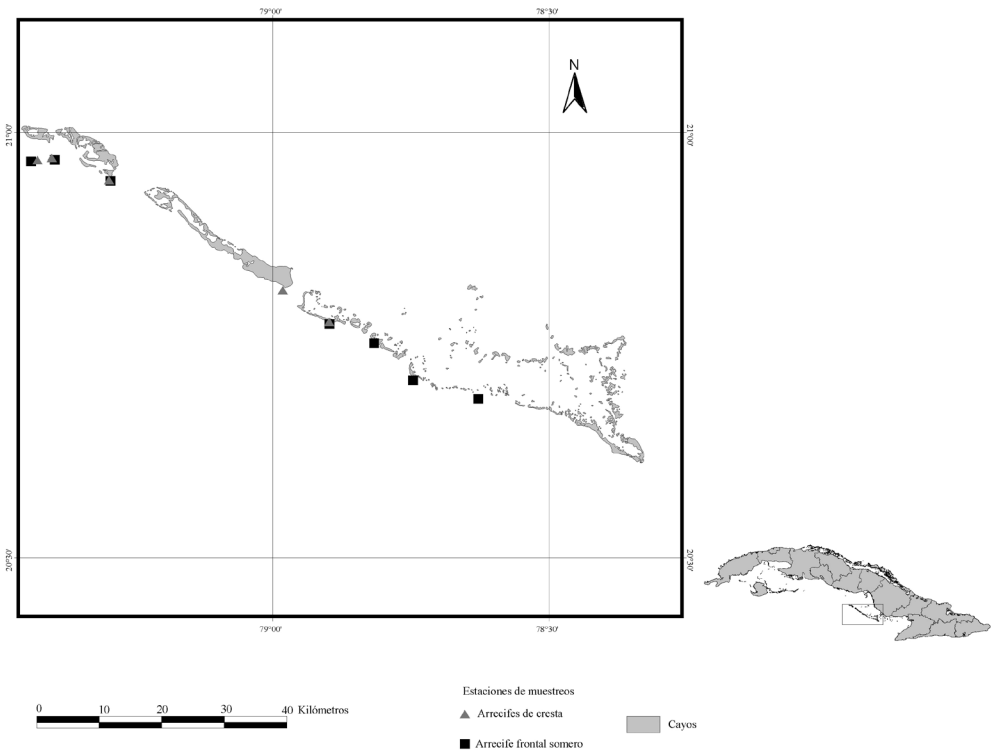 79°00' 78°30'
N
21°00' 21°00'
20°30' 20°30'
79°00' 78°30'
Estaciones de muestreos
0 10 20 30 40 Kilómetros
Arrecifes de cresta
Cayos
Arrecife frontal somero